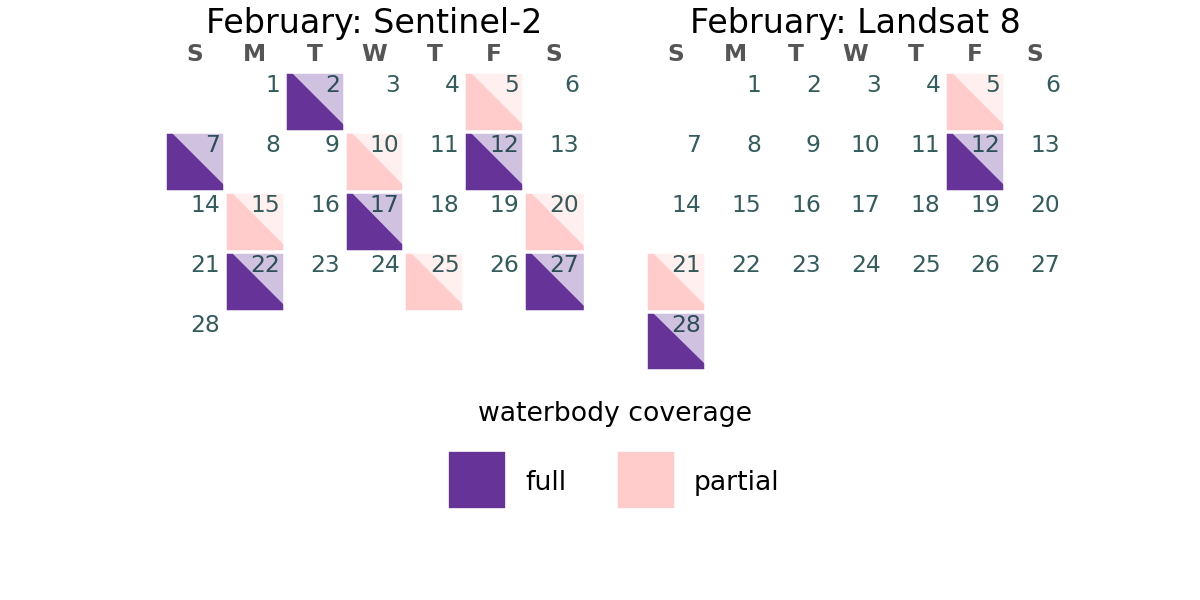 February: Sentinel-2
S M T W T F S
1 2 3 4 5 6
7 8 9 10 11 12 13
14 15 16 17 18 19 20
21 22 23 24 25 26 27
28
February: Landsat 8
S M T W T F S
1 2 3 4 5 6
7 8 9 10 11 12 13
14 15 16 17 18 19 20
21 22 23 24 25 26 27
28
waterbody coverage
full partial